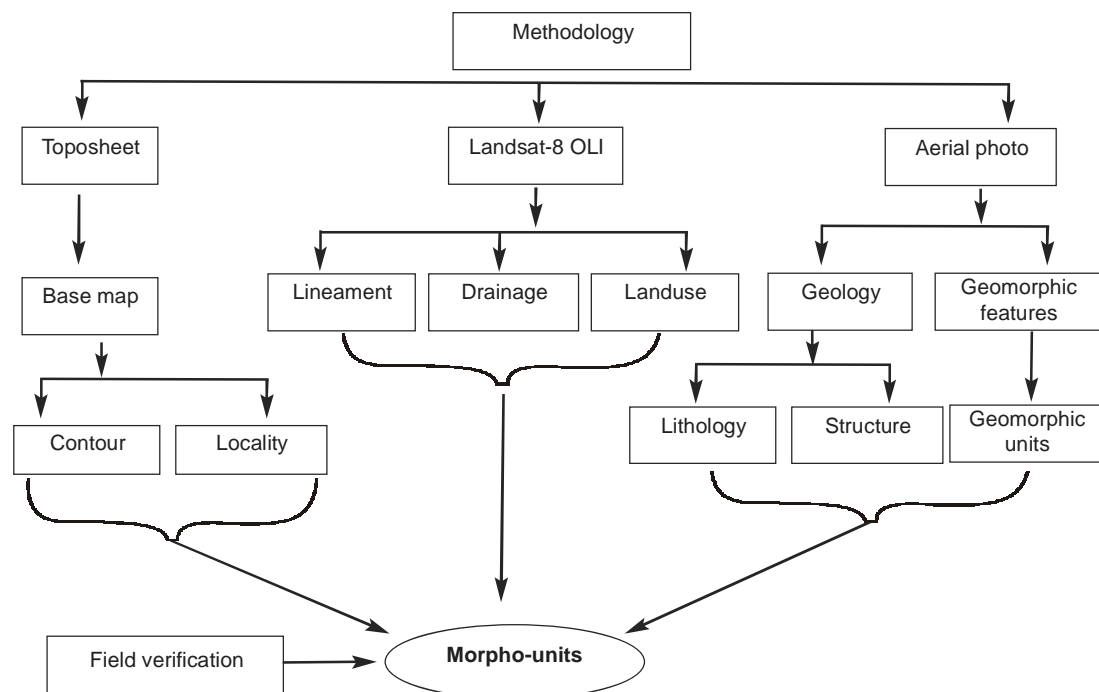 Methodology
Toposheet
Landsat-8 OLI
Aerial photo
Base map
Lineament
Drainage
Landuse
Geology
Geomorphic
features
Contour
Locality
Lithology
Structure
Geomorphic
units
Field verification
Morpho-units